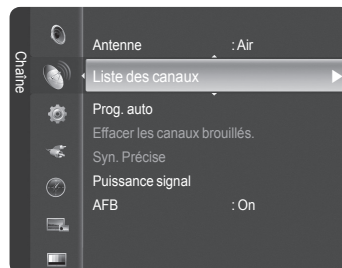 Chaîne
Antenne : Air
Liste des canaux
Prog. auto
Effacer les canaux brouillés.
Syn. Précise
Puissance signal
AFB : On